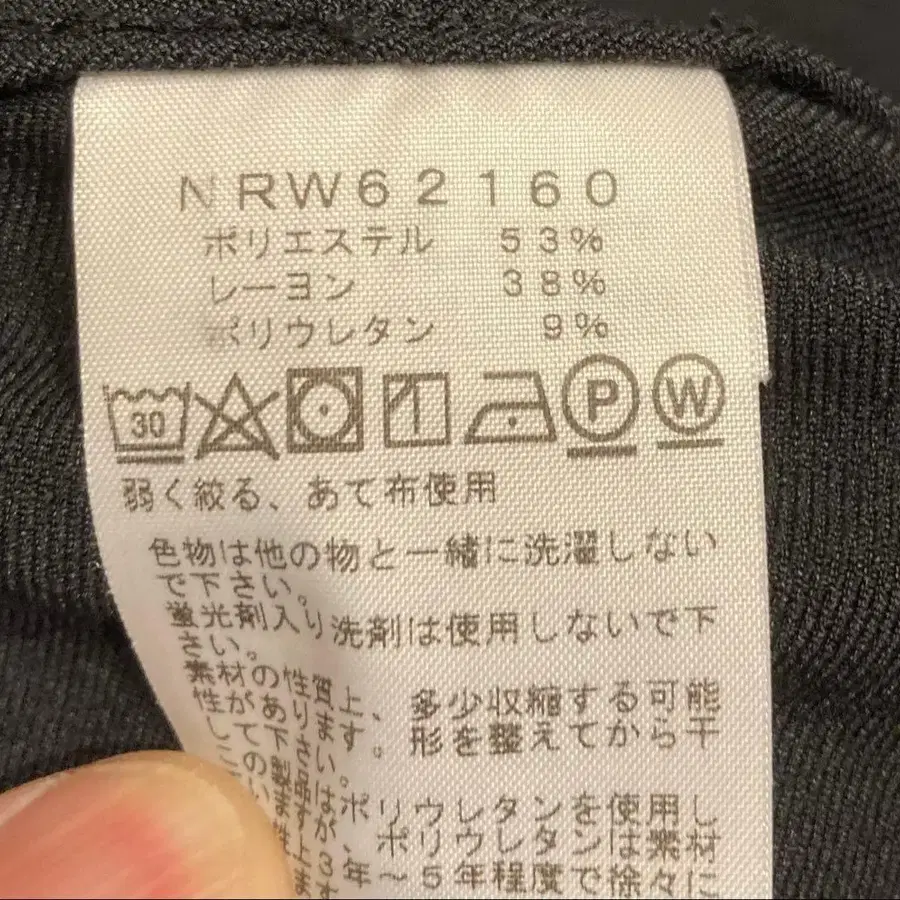 NRW62160
ポリエステル 53%
レーヨン 38%
ポリウレタン 9%
30 P W
弱く絞る、あて布使用
色物は他の物と一緒に洗濯しない
で下さい。
蛍光剤入り洗剤は使用しないで下
さい。
素材の性質上、多少収縮する可能
性があります。形を整えてから干
して下さい。
この製品は、ポリウレタンを使用し
ポリウレタンは素材
が3年～5年程度で徐々に